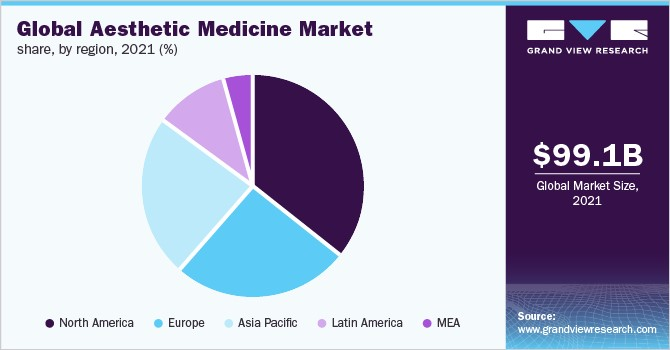 Global Aesthetic Medicine Market
share, by region, 2021 (%)
North America
Europe
Asia Pacific
Latin America
MEA
GVR
GRAND VIEW RESEARCH
$99.1B
Global Market Size,
2021
Source:
www.grandviewresearch.com